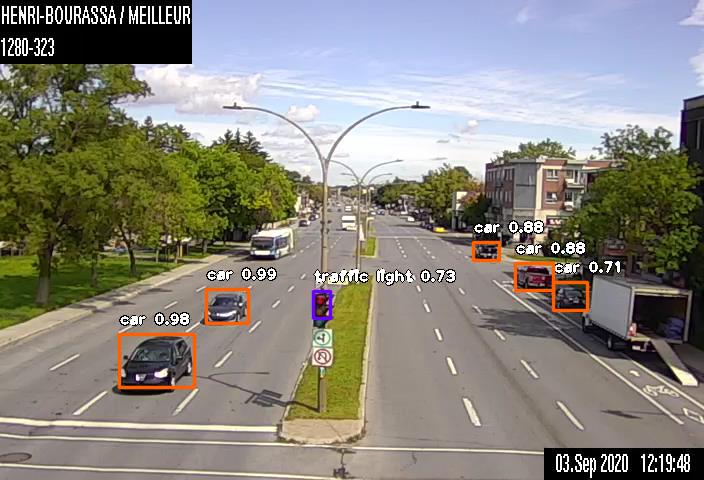 HENRI-BOURASSA / MEILLEUR
1280-323
car 0.88
car 0.88
car 0.71
car 0.99
traffic light 0.73
car 0.98
03.Sep 2020 12:19:48